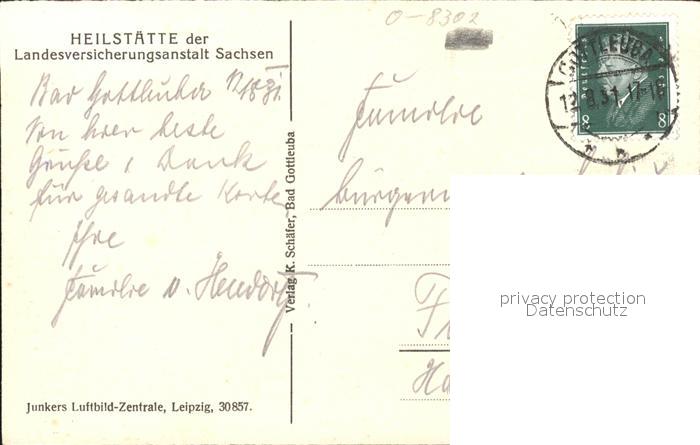 HEILSTÄTTE der
Landesversicherungsanstalt Sachsen
Bad Gottleuba
von hier beste
Grüße u. Dank
für gesandte Karte
Ihre
Familie v.
Junkers Luftbild-Zentrale, Leipzig, 30857.
Verlag K. Schäfer, Bad Gottleuba
0-8302
GOTTLEUBA
8 8
Familie
privacy protection
Datenschutz